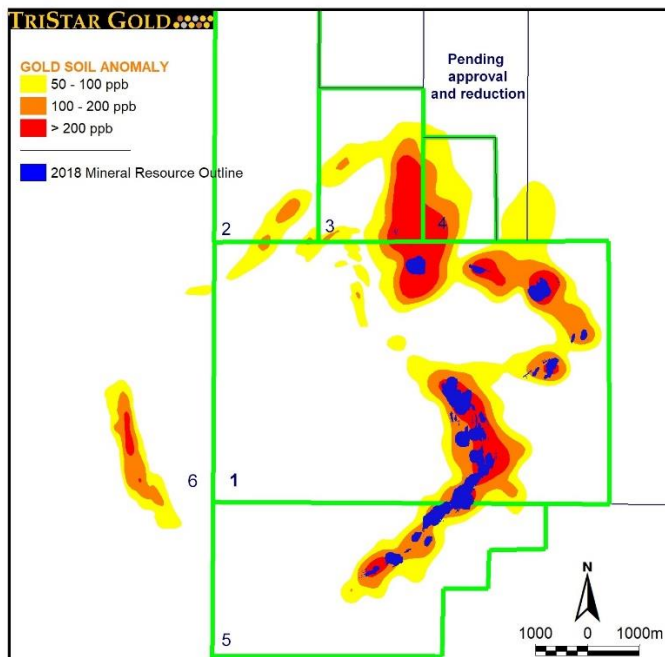 TRISTAR GOLD
GOLD SOIL ANOMALY
50 - 100 ppb
100 - 200 ppb
> 200 ppb
2018 Mineral Resource Outline
Pending
approval
and reduction
2
3
4
6
1
5
N
1000 0 1000m